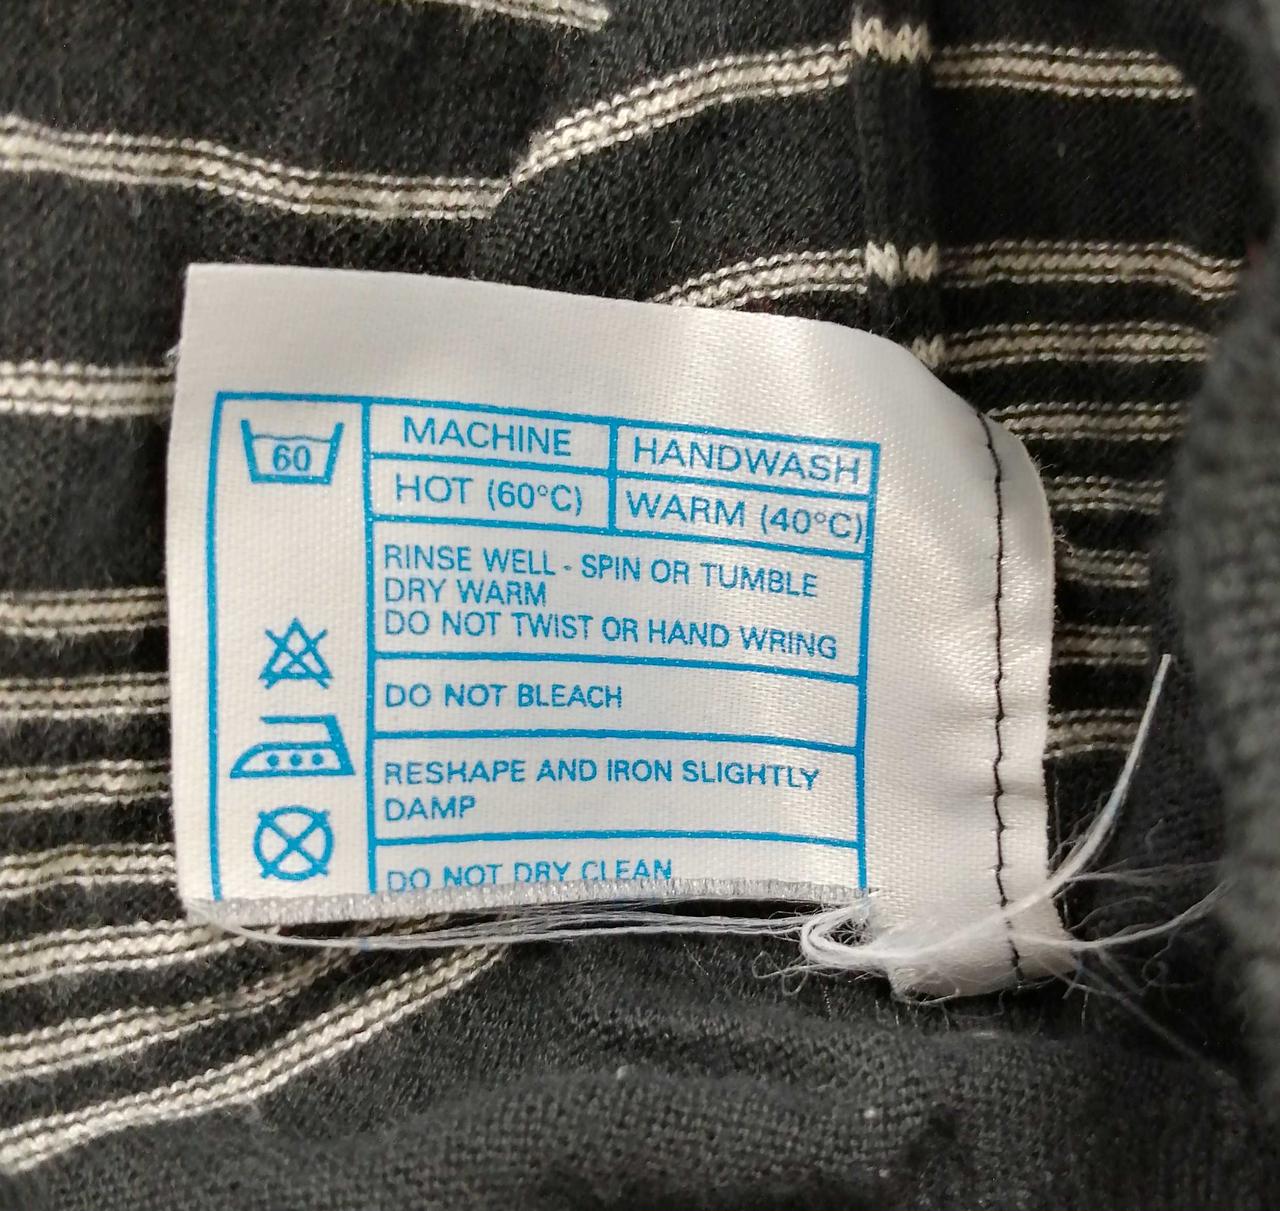 60
MACHINE HANDWASH
HOT (60°C) WARM (40°C)
RINSE WELL - SPIN OR TUMBLE
DRY WARM
DO NOT TWIST OR HAND WRING
DO NOT BLEACH
RESHAPE AND IRON SLIGHTLY
DAMP
DO NOT DRY CLEAN